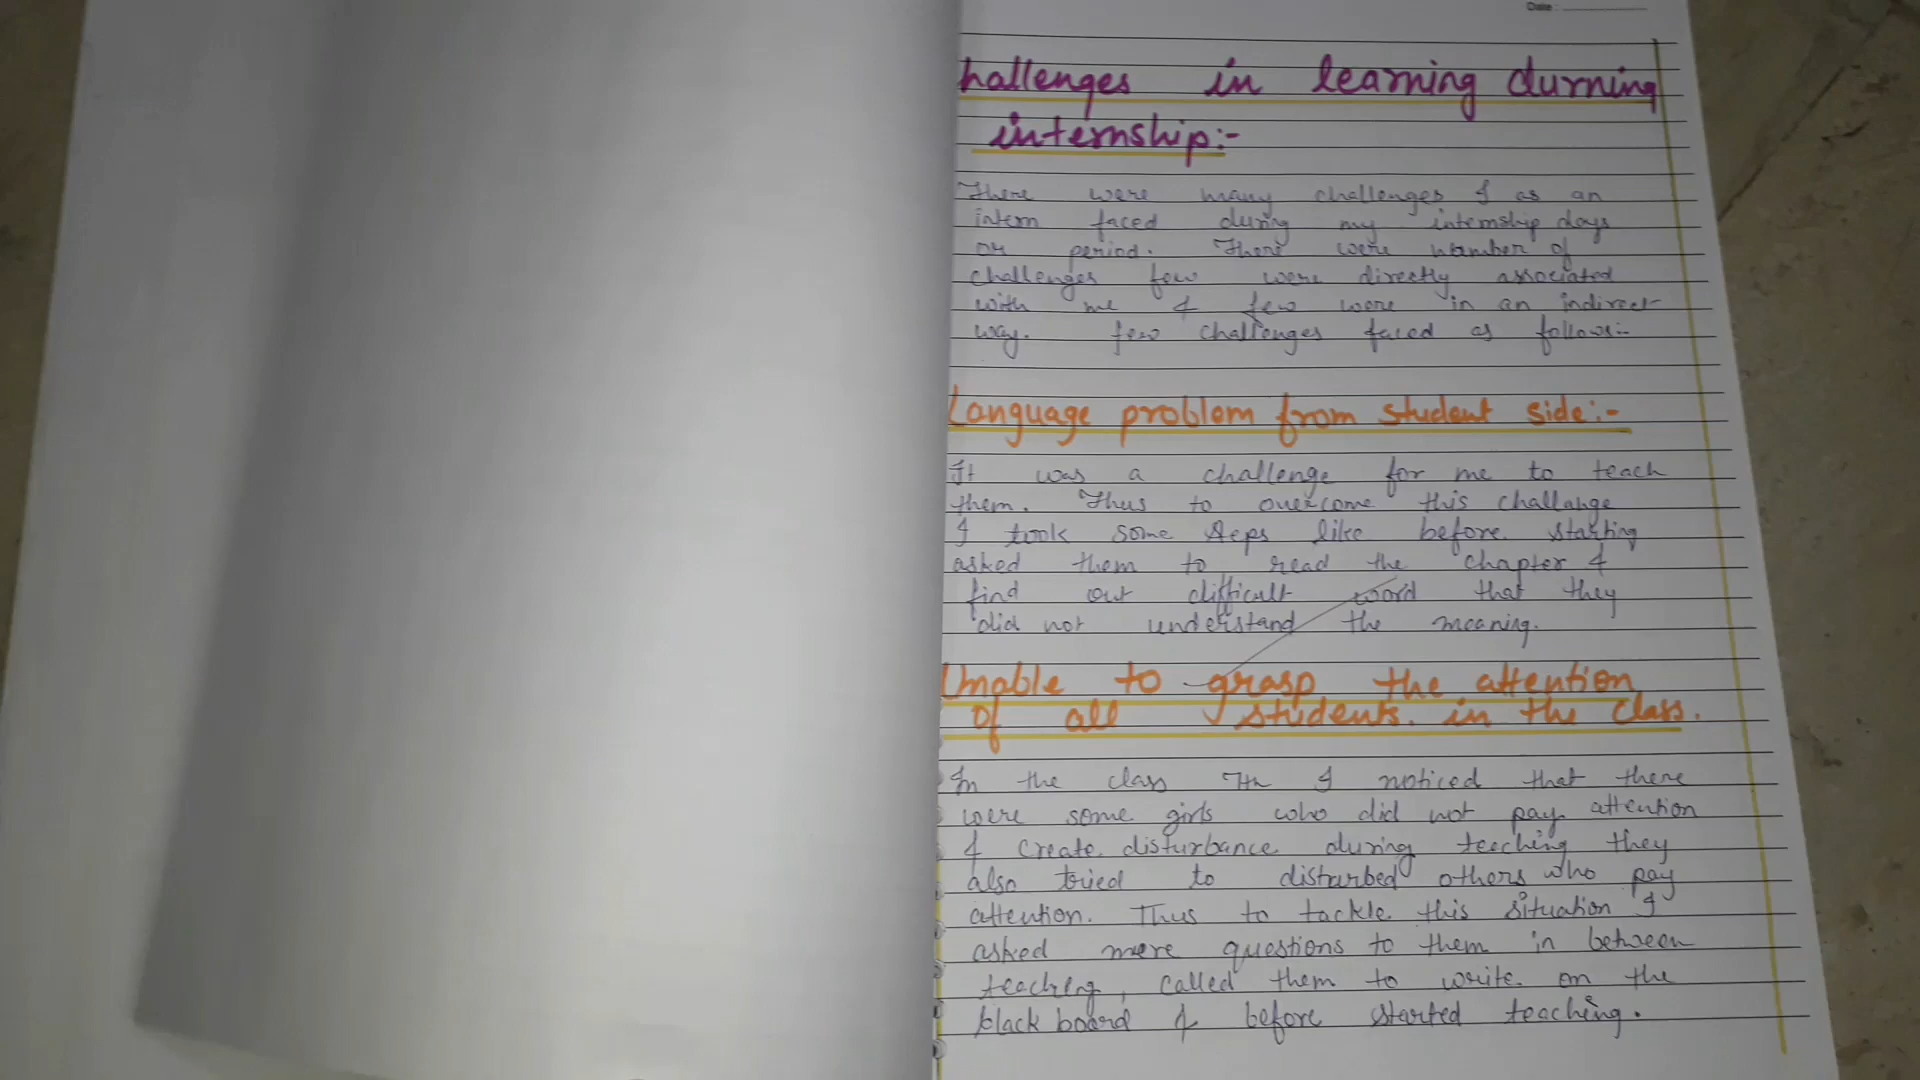 Date:
hallenges in learning durning
internship:-
There were many challenges I as an
intern faced during my internship days
or period. There were number of
challenges few were directly associated
with me & few were in an indirect
way. few challenges faced as follows:-
Language problem from student side:-
It was a challenge for me to teach
them. Thus to overcome this challange
I took some steps like before starting
asked them to read the chapter &
find out difficult word that they
did not understand the meaning.
Unable to grasp the attention
of all students. in the class.
In the class 7th I noticed that there
were some girls who did not pay attention
& create disturbance during teaching they
also tried to disturbed others who pay
attention. Thus to tackle this situation I
asked more questions to them in between
teaching, called them to write on the
black board & before started teaching.